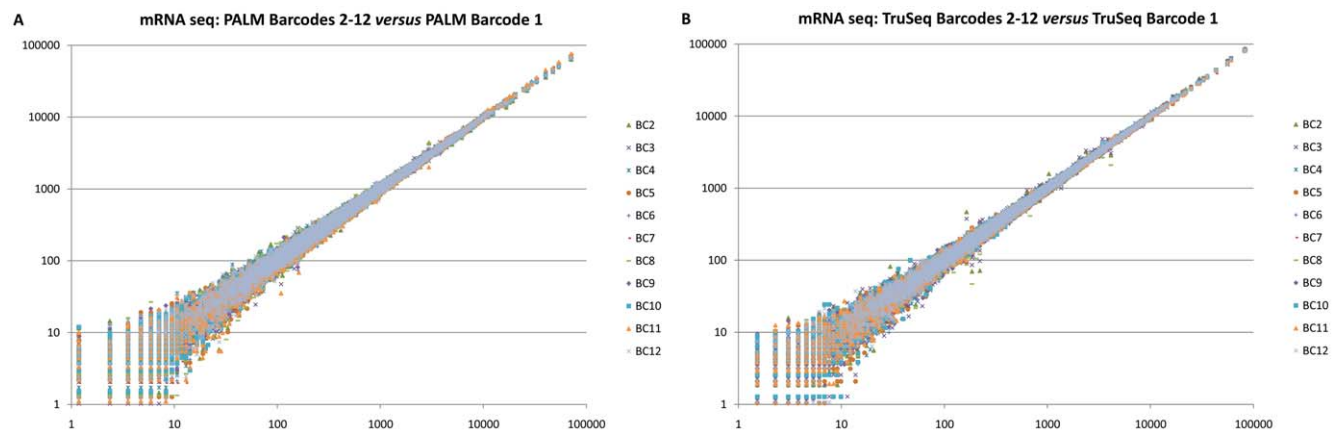 A
mRNA seq: PALM Barcodes 2-12 versus PALM Barcode 1
100000
10000
1000
100
10
1
1
10
100
1000
10000
100000
BC2
BC3
BC4
BC5
BC6
BC7
BC8
BC9
BC10
BC11
BC12
B
mRNA seq: TruSeq Barcodes 2-12 versus TruSeq Barcode 1
100000
10000
1000
100
10
1
1
10
100
1000
10000
100000
BC2
BC3
BC4
BC5
BC6
BC7
BC8
BC9
BC10
BC11
BC12